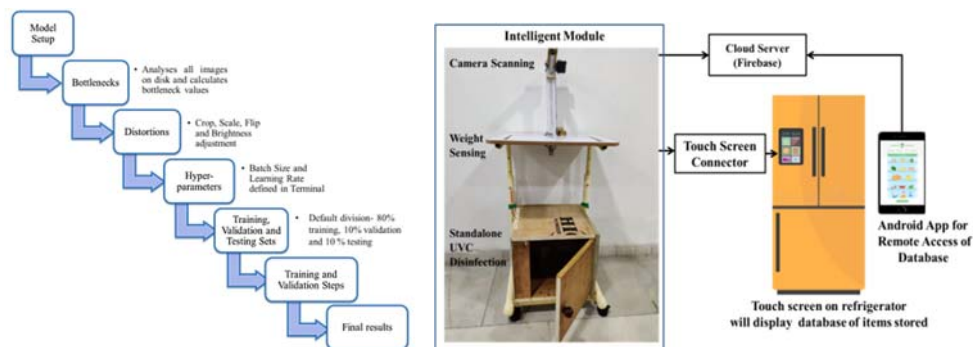 Model
Setup
Bottlenecks
• Analyses all images
on disk and calculates
bottleneck values
Distortions
• Crop, Scale, Flip
and Brightness
adjustment
Hyper-
parameters
• Batch Size and
Learning Rate
defined in Terminal
Training,
Validation and
Testing Sets
• Default division- 80%
training, 10% validation
and 10 % testing
Training and
Validation Steps
Final results
Intelligent Module
Camera Scanning
Weight
Sensing
Standalone
UVC
Disinfection
Cloud Server
(Firebase)
Touch Screen
Connector
Android App for
Remote Access of
Database
Touch screen on refrigerator
will display database of items stored